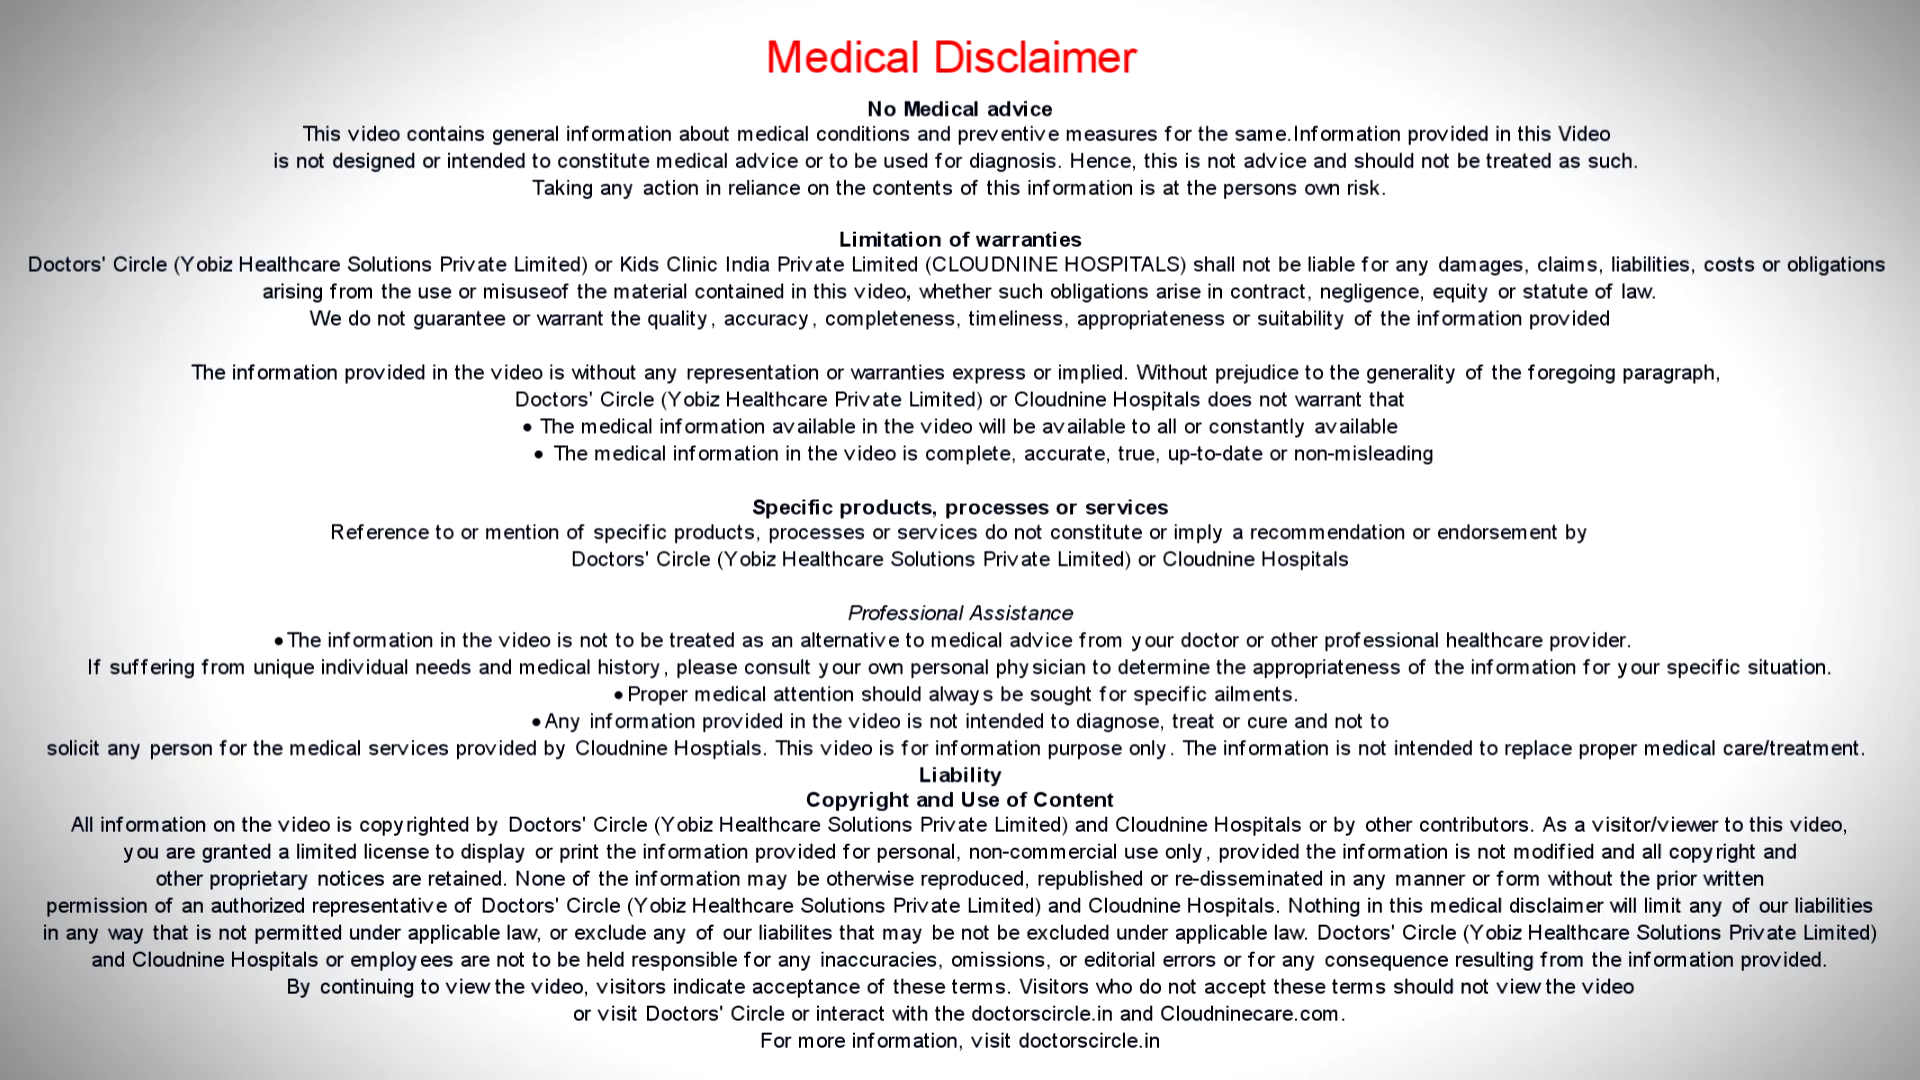 Medical Disclaimer
No Medical advice
This video contains general information about medical conditions and preventive measures for the same.Information provided in this Video
is not designed or intended to constitute medical advice or to be used for diagnosis. Hence, this is not advice and should not be treated as such.
Taking any action in reliance on the contents of this information is at the persons own risk.
Limitation of warranties
Doctors' Circle (Yobiz Healthcare Solutions Private Limited) or Kids Clinic India Private Limited (CLOUDNINE HOSPITALS) shall not be liable for any damages, claims, liabilities, costs or obligations
arising from the use or misuseof the material contained in this video, whether such obligations arise in contract, negligence, equity or statute of law.
We do not guarantee or warrant the quality, accuracy, completeness, timeliness, appropriateness or suitability of the information provided
The information provided in the video is without any representation or warranties express or implied. Without prejudice to the generality of the foregoing paragraph,
Doctors' Circle (Yobiz Healthcare Private Limited) or Cloudnine Hospitals does not warrant that
• The medical information available in the video will be available to all or constantly available
• The medical information in the video is complete, accurate, true, up-to-date or non-misleading
Specific products, processes or services
Reference to or mention of specific products, processes or services do not constitute or imply a recommendation or endorsement by
Doctors' Circle (Yobiz Healthcare Solutions Private Limited) or Cloudnine Hospitals
Professional Assistance
• The information in the video is not to be treated as an alternative to medical advice from your doctor or other professional healthcare provider.
If suffering from unique individual needs and medical history, please consult your own personal physician to determine the appropriateness of the information for your specific situation.
• Proper medical attention should always be sought for specific ailments.
• Any information provided in the video is not intended to diagnose, treat or cure and not to
solicit any person for the medical services provided by Cloudnine Hosptials. This video is for information purpose only. The information is not intended to replace proper medical care/treatment.
Liability
Copyright and Use of Content
All information on the video is copyrighted by Doctors' Circle (Yobiz Healthcare Solutions Private Limited) and Cloudnine Hospitals or by other contributors. As a visitor/viewer to this video,
you are granted a limited license to display or print the information provided for personal, non-commercial use only, provided the information is not modified and all copyright and
other proprietary notices are retained. None of the information may be otherwise reproduced, republished or re-disseminated in any manner or form without the prior written
permission of an authorized representative of Doctors' Circle (Yobiz Healthcare Solutions Private Limited) and Cloudnine Hospitals. Nothing in this medical disclaimer will limit any of our liabilities
in any way that is not permitted under applicable law, or exclude any of our liabilites that may be not be excluded under applicable law. Doctors' Circle (Yobiz Healthcare Solutions Private Limited)
and Cloudnine Hospitals or employees are not to be held responsible for any inaccuracies, omissions, or editorial errors or for any consequence resulting from the information provided.
By continuing to view the video, visitors indicate acceptance of these terms. Visitors who do not accept these terms should not view the video
or visit Doctors' Circle or interact with the doctorscircle.in and Cloudninecare.com.
For more information, visit doctorscircle.in